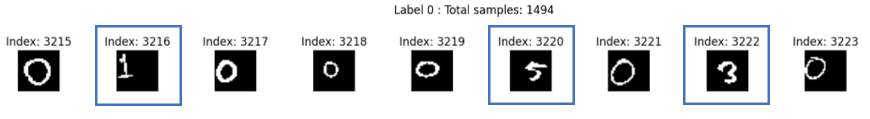 Label 0 : Total samples: 1494
Index: 3215 Index: 3216 Index: 3217 Index: 3218 Index: 3219 Index: 3220 Index: 3221 Index: 3222 Index: 3223
0 1 0 0 0 5 0 3 0